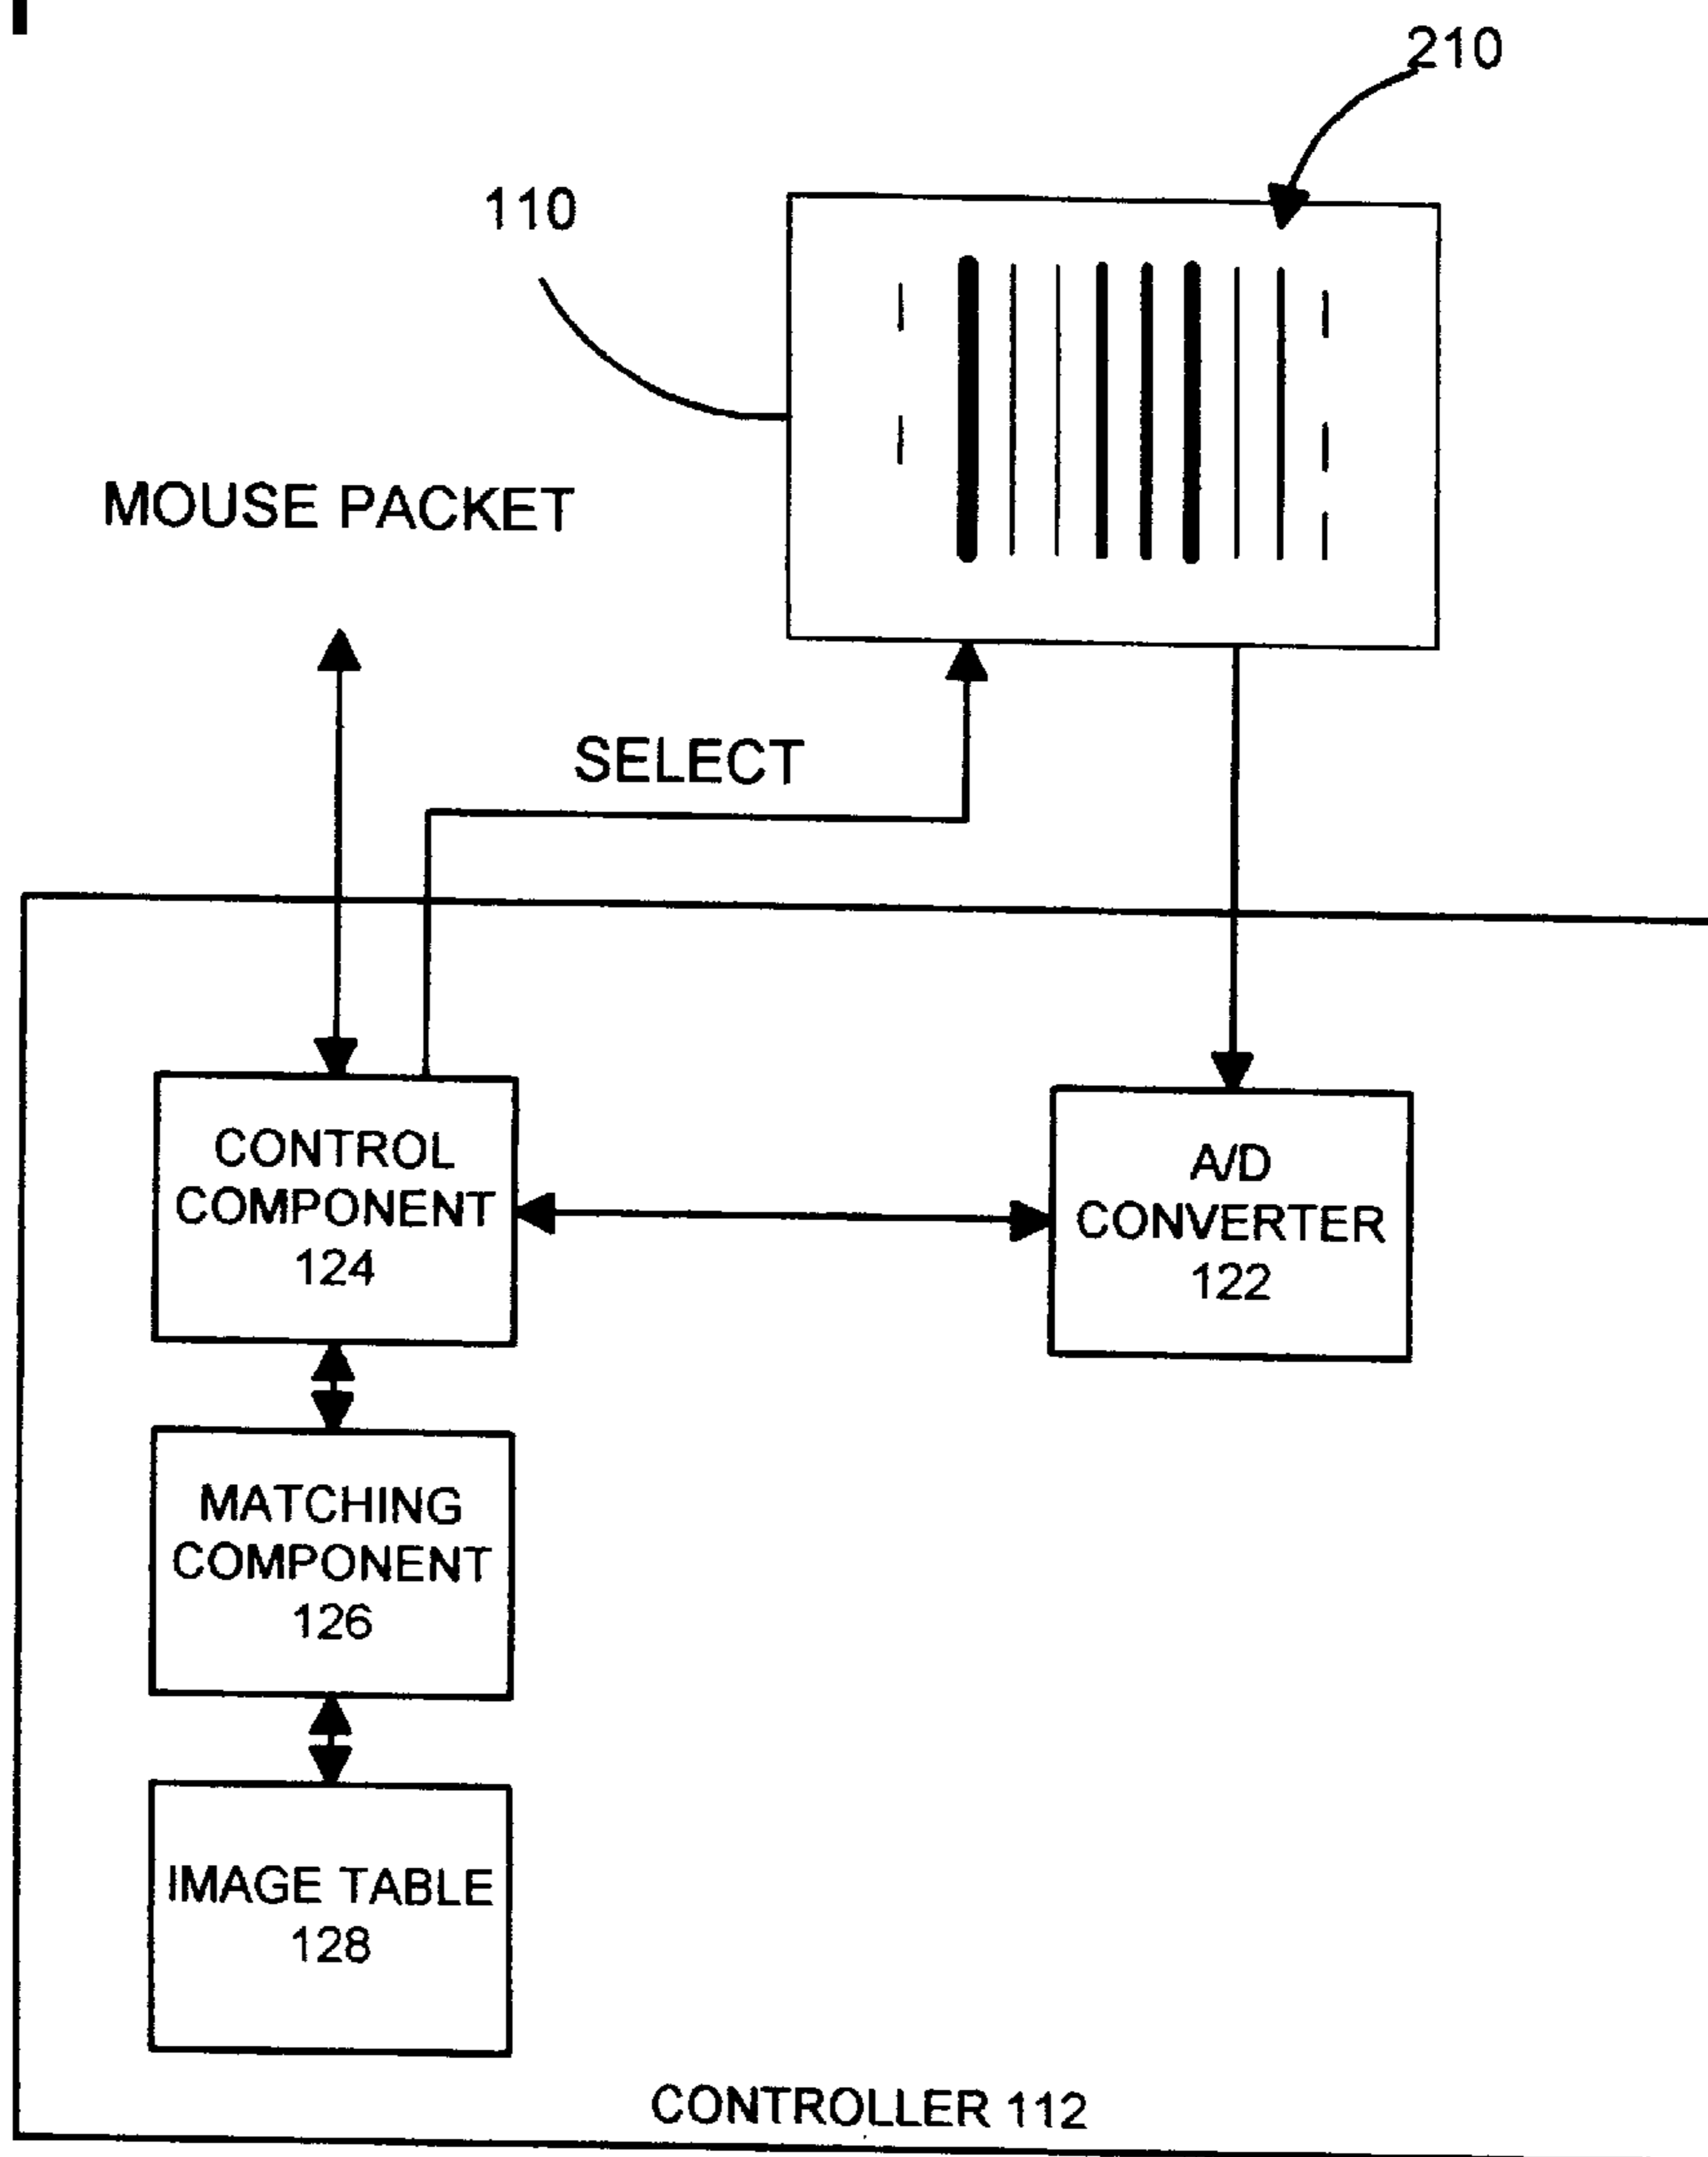 210
110
MOUSE PACKET
SELECT
CONTROL
COMPONENT
124
A/D
CONVERTER
122
MATCHING
COMPONENT
126
IMAGE TABLE
128
CONTROLLER 112